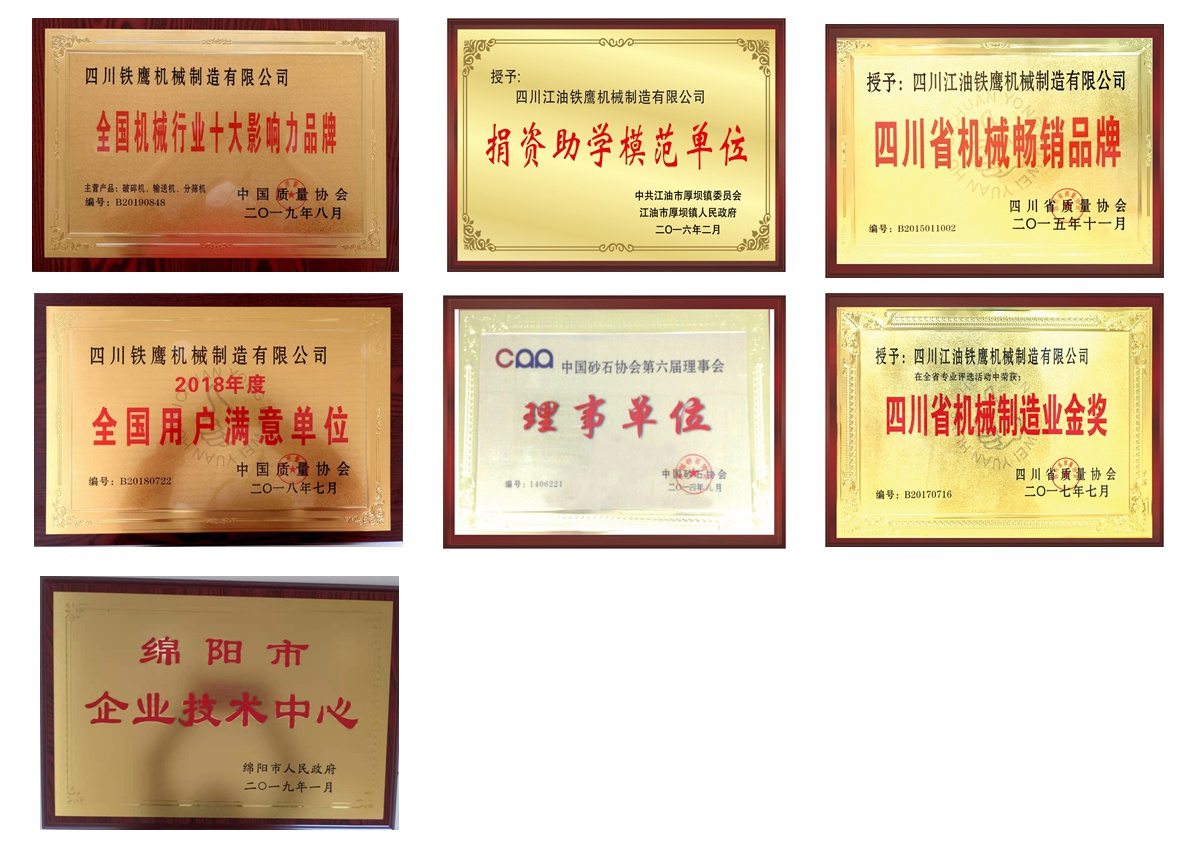 四川铁鹰机械制造有限公司
全国机械行业十大影响力品牌
主营产品：破碎机、输送机、分筛机
编号：B20190848
中国质量协会
二〇一九年八月
授予:
四川江油铁鹰机械制造有限公司
捐资助学模范单位
中共江油市厚坝镇委员会
江油市厚坝镇人民政府
二〇一六年二月
授予：四川江油铁鹰机械制造有限公司
四川省机械畅销品牌
四川省质量协会
二〇一五年十一月
编号：B2015011002
四川铁鹰机械制造有限公司
2018年度
全国用户满意单位
中国质量协会
编号：B20180722
二〇一八年七月
caa 中国砂石协会第六届理事会
理事单位
中国砂石协会
编号：1406221
授予：四川江油铁鹰机械制造有限公司
在全省专业评选活动中荣获：
四川省机械制造业金奖
四川省质量协会
编号：B20170716
二〇一七年七月
绵阳市
企业技术中心
绵阳市人民政府
二〇一九年一月